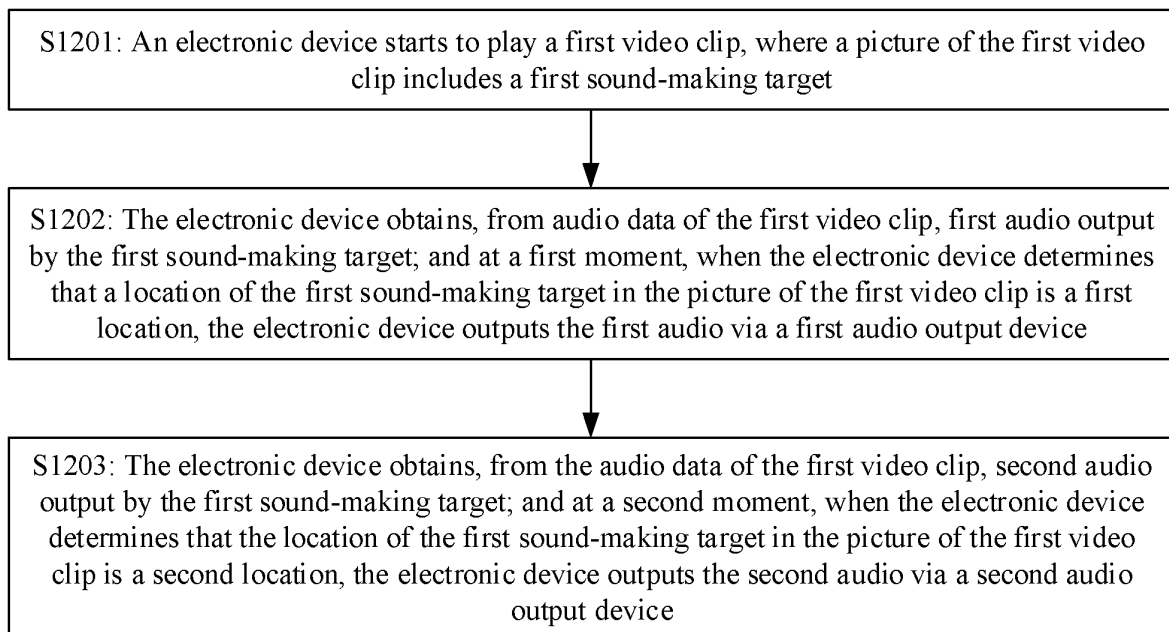 S1201: An electronic device starts to play a first video clip, where a picture of the first video
clip includes a first sound-making target
S1202: The electronic device obtains, from audio data of the first video clip, first audio output
by the first sound-making target; and at a first moment, when the electronic device determines
that a location of the first sound-making target in the picture of the first video clip is a first
location, the electronic device outputs the first audio via a first audio output device
S1203: The electronic device obtains, from the audio data of the first video clip, second audio
output by the first sound-making target; and at a second moment, when the electronic device
determines that the location of the first sound-making target in the picture of the first video
clip is a second location, the electronic device outputs the second audio via a second audio
output device